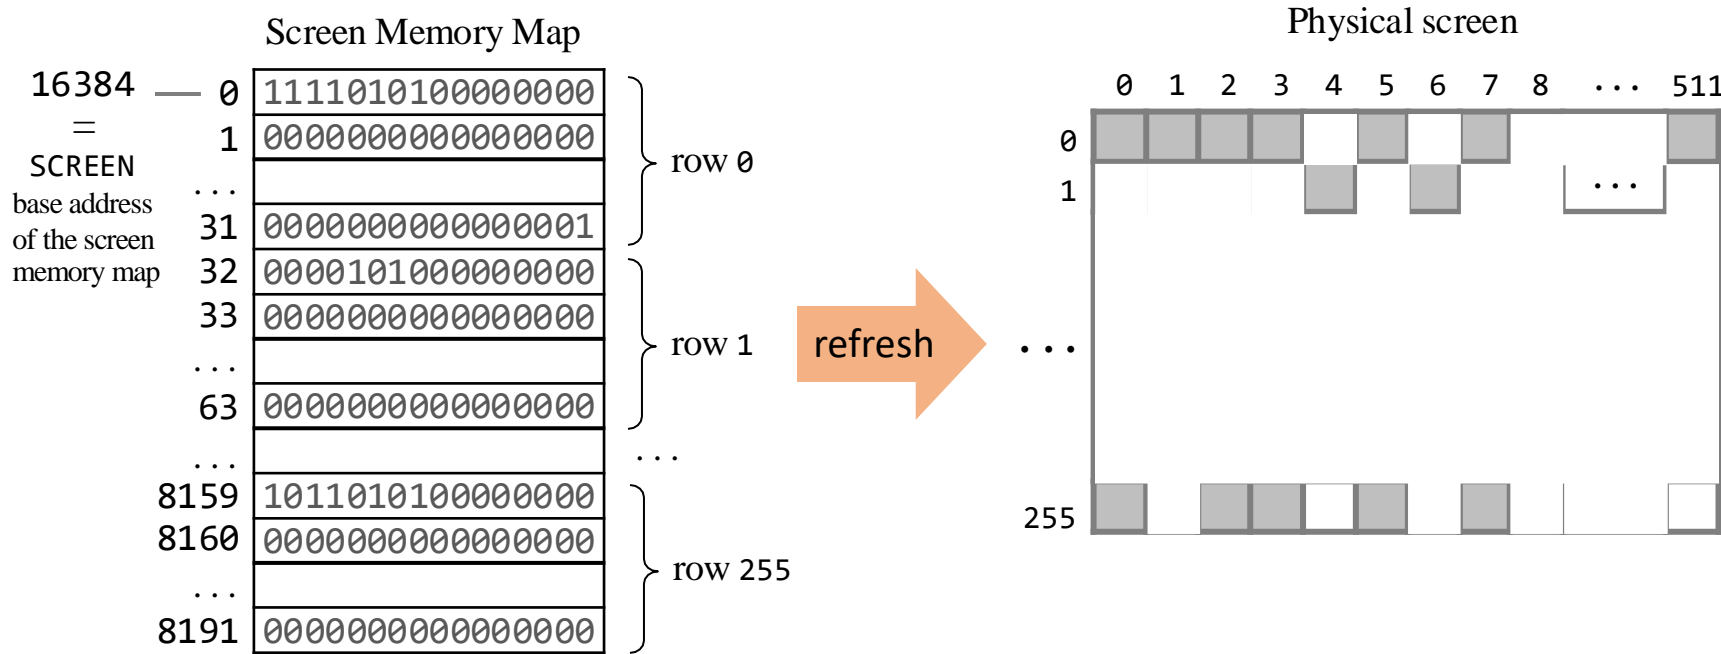 Screen Memory Map
16384 — 0 1111010100000000
=
SCREEN
base address
of the screen
memory map
1 0000000000000000
...
31 0000000000000001
row 0
32 0000101000000000
33 0000000000000000
...
63 0000000000000000
row 1
... ...
8159 1011010100000000
8160 0000000000000000
...
8191 0000000000000000
row 255
refresh
Physical screen
0 1 2 3 4 5 6 7 8 ... 511
0
1 ...
...
255